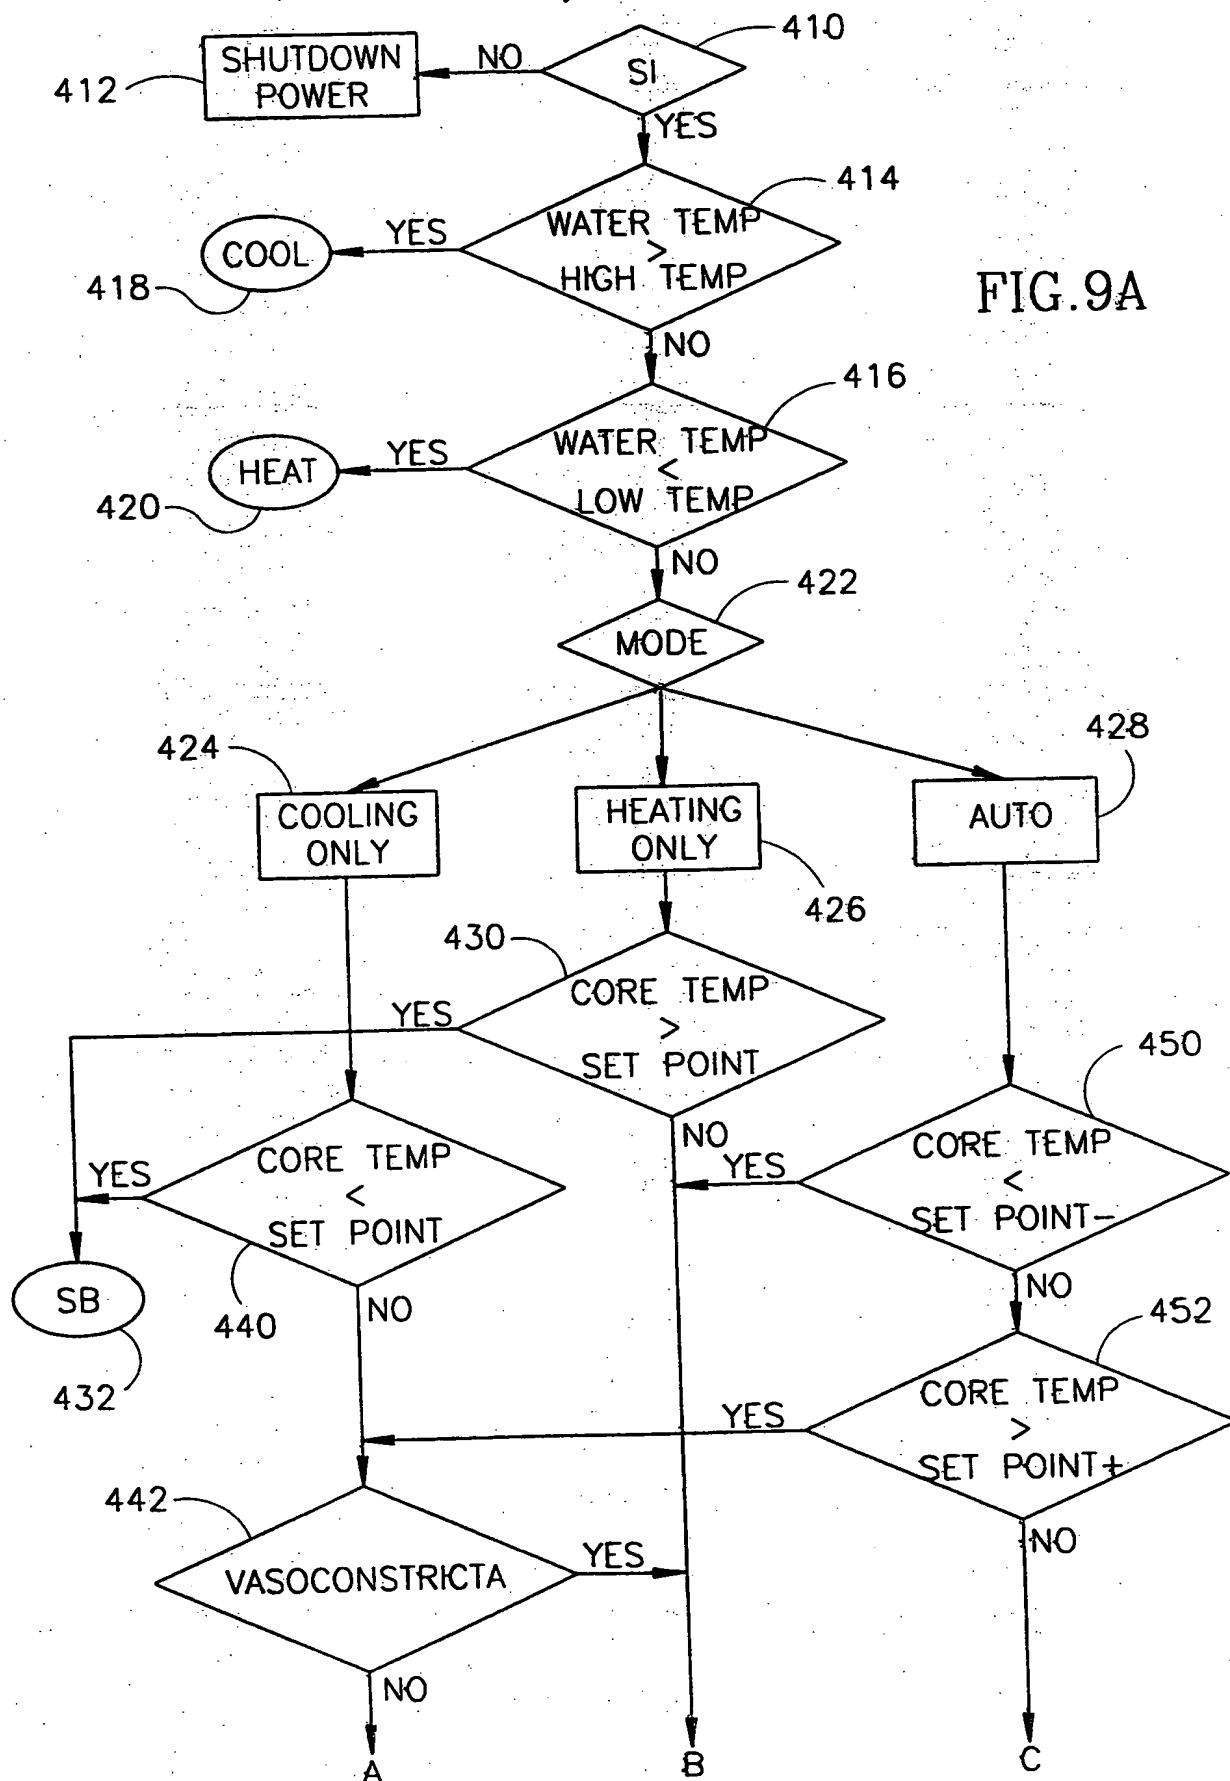 410
SHUTDOWN
POWER
NO
SI
412
YES
414
WATER TEMP
>
HIGH TEMP
YES
COOL
418
FIG.9A
NO
416
WATER TEMP
<
LOW TEMP
YES
HEAT
420
NO
422
MODE
424
428
COOLING
ONLY
HEATING
ONLY
AUTO
426
430
CORE TEMP
>
SET POINT
YES
450
NO
CORE TEMP
<
SET POINT
YES
CORE TEMP
<
SET POINT-
YES
SB
440
NO
NO
432
452
CORE TEMP
>
SET POINT+
YES
442
VASOCONSTRICTA
YES
NO
NO
A
B
C